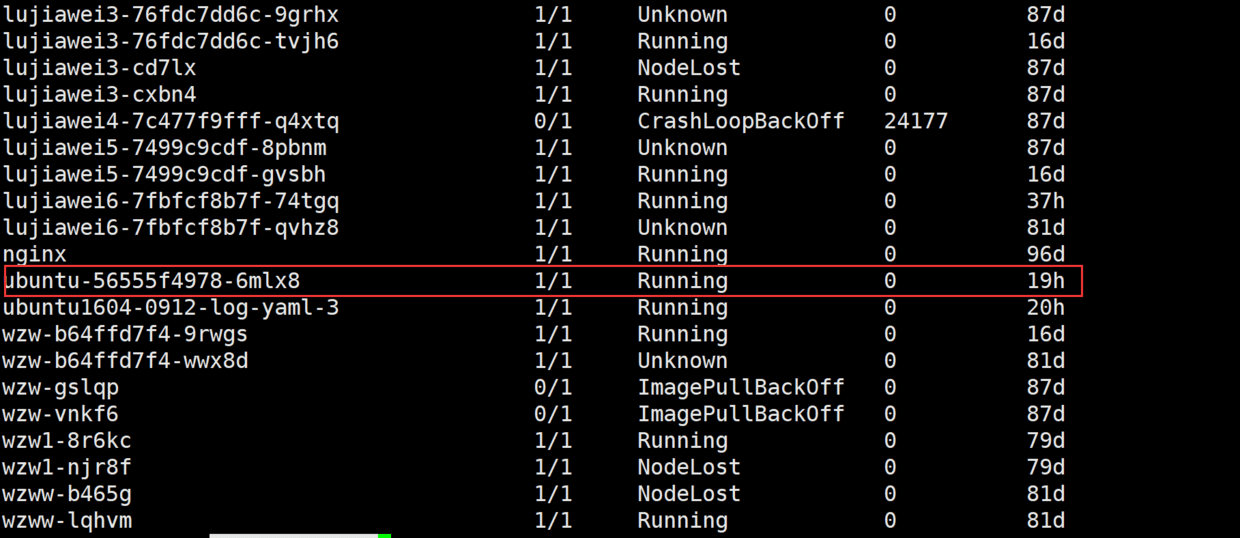 lujiawei3-76fdc7dd6c-9grhx 1/1 Unknown 0 87d
lujiawei3-76fdc7dd6c-tvjh6 1/1 Running 0 16d
lujiawei3-cd7lx 1/1 NodeLost 0 87d
lujiawei3-cxbn4 1/1 Running 0 87d
lujiawei4-7c477f9fff-q4xtq 0/1 CrashLoopBackOff 24177 87d
lujiawei5-7499c9cdf-8pbnm 1/1 Unknown 0 87d
lujiawei5-7499c9cdf-gvsbh 1/1 Running 0 16d
lujiawei6-7fbfcf8b7f-74tgq 1/1 Running 0 37h
lujiawei6-7fbfcf8b7f-qvhz8 1/1 Unknown 0 81d
nginx 1/1 Running 0 96d
ubuntu-56555f4978-6mlx8 1/1 Running 0 19h
ubuntu1604-0912-log-yaml-3 1/1 Running 0 20h
wzw-b64ffd7f4-9rwgs 1/1 Running 0 16d
wzw-b64ffd7f4-wwx8d 1/1 Unknown 0 81d
wzw-gslqp 0/1 ImagePullBackOff 0 87d
wzw-vnkf6 0/1 ImagePullBackOff 0 87d
wzw1-8r6kc 1/1 Running 0 79d
wzw1-njr8f 1/1 NodeLost 0 79d
wzww-b465g 1/1 NodeLost 0 81d
wzww-lqhvm 1/1 Running 0 81d